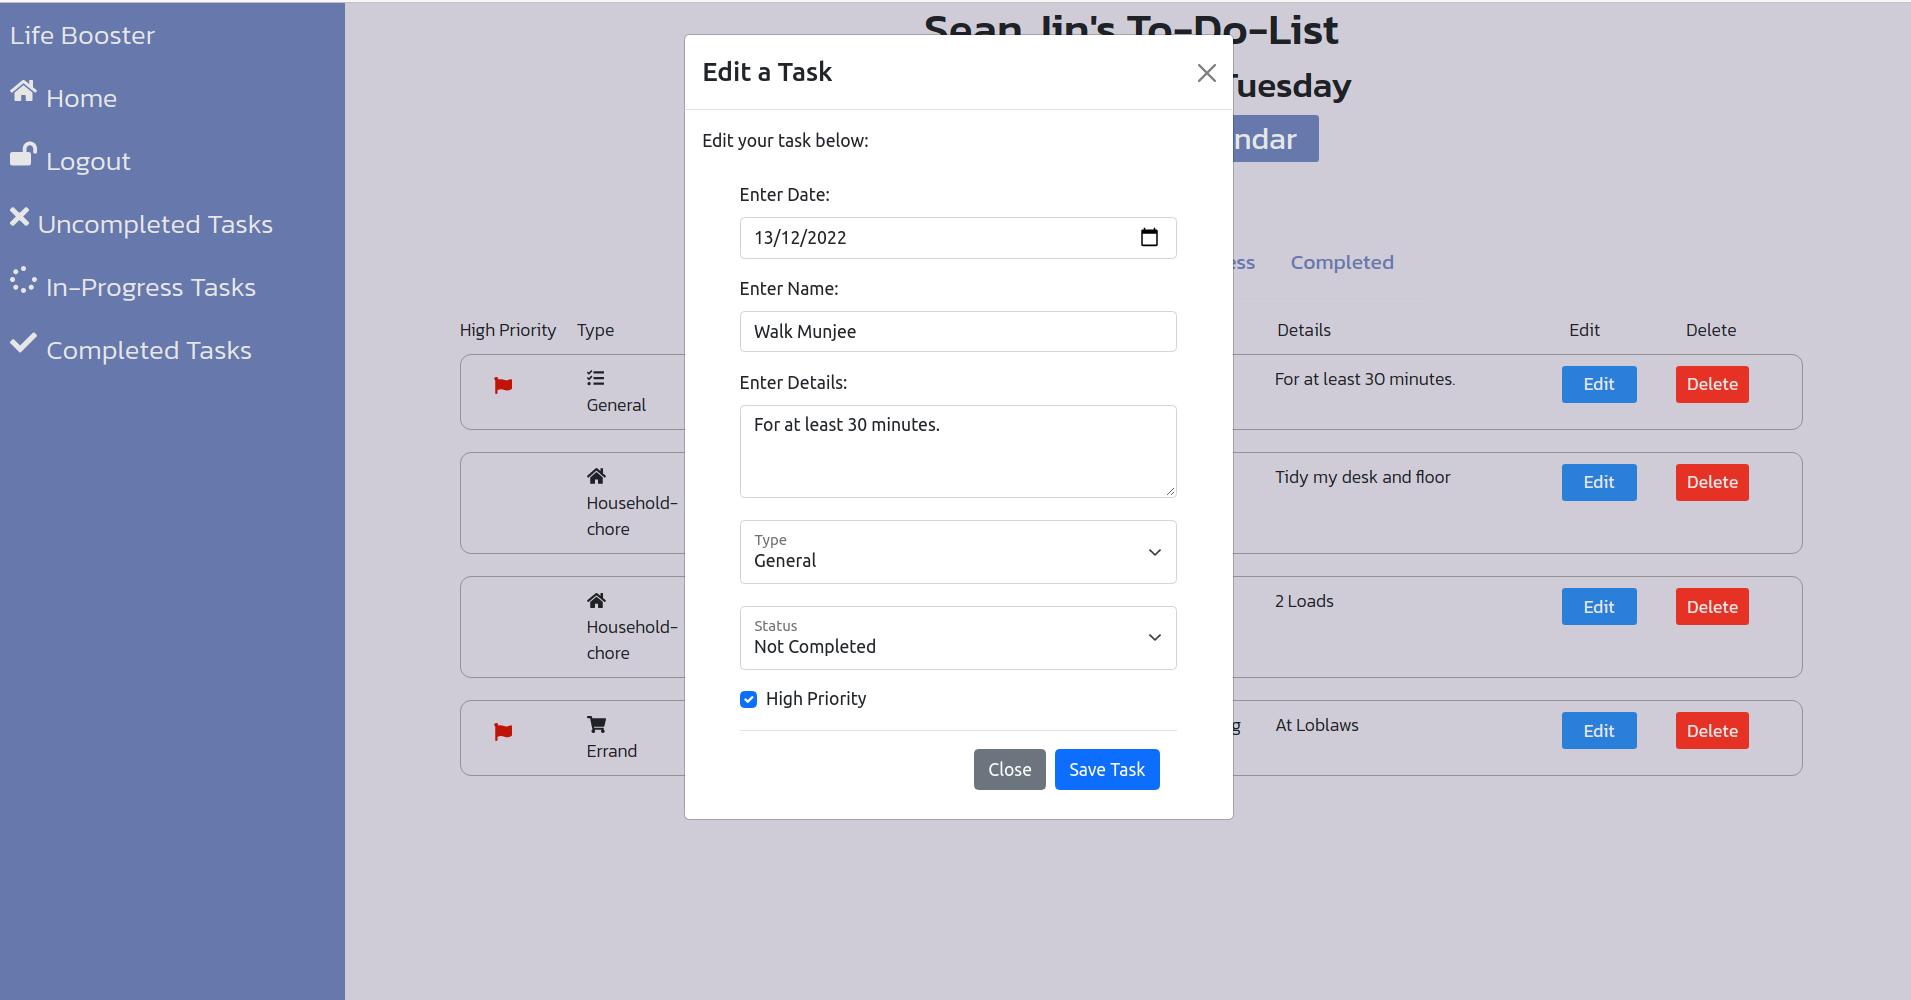 Life Booster
Home
Logout
Uncompleted Tasks
In-Progress Tasks
Completed Tasks
Sean Jin's To-Do-List
Tuesday
Completed
High Priority Type Details Edit Delete
General For at least 30 minutes. Edit Delete
Household-
chore Tidy my desk and floor Edit Delete
Household-
chore 2 Loads Edit Delete
Errand At Loblaws Edit Delete
Edit a Task
Edit your task below:
Enter Date:
13/12/2022
Enter Name:
Walk Munjee
Enter Details:
For at least 30 minutes.
Type
General
Status
Not Completed
High Priority
Close Save Task